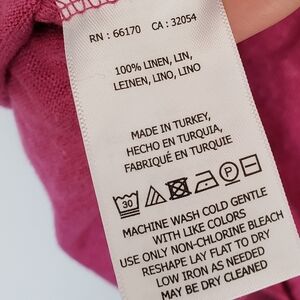 RN : 66170 CA : 32054
100% LINEN, LIN,
LEINEN, LINO, LINO
MADE IN TURKEY,
HECHO EN TURQUIA,
FABRIQUÉ EN TURQUIE
30 P
MACHINE WASH COLD GENTLE
WITH LIKE COLORS
USE ONLY NON-CHLORINE BLEACH
RESHAPE LAY FLAT TO DRY
LOW IRON AS NEEDED
MAY BE DRY CLEANED